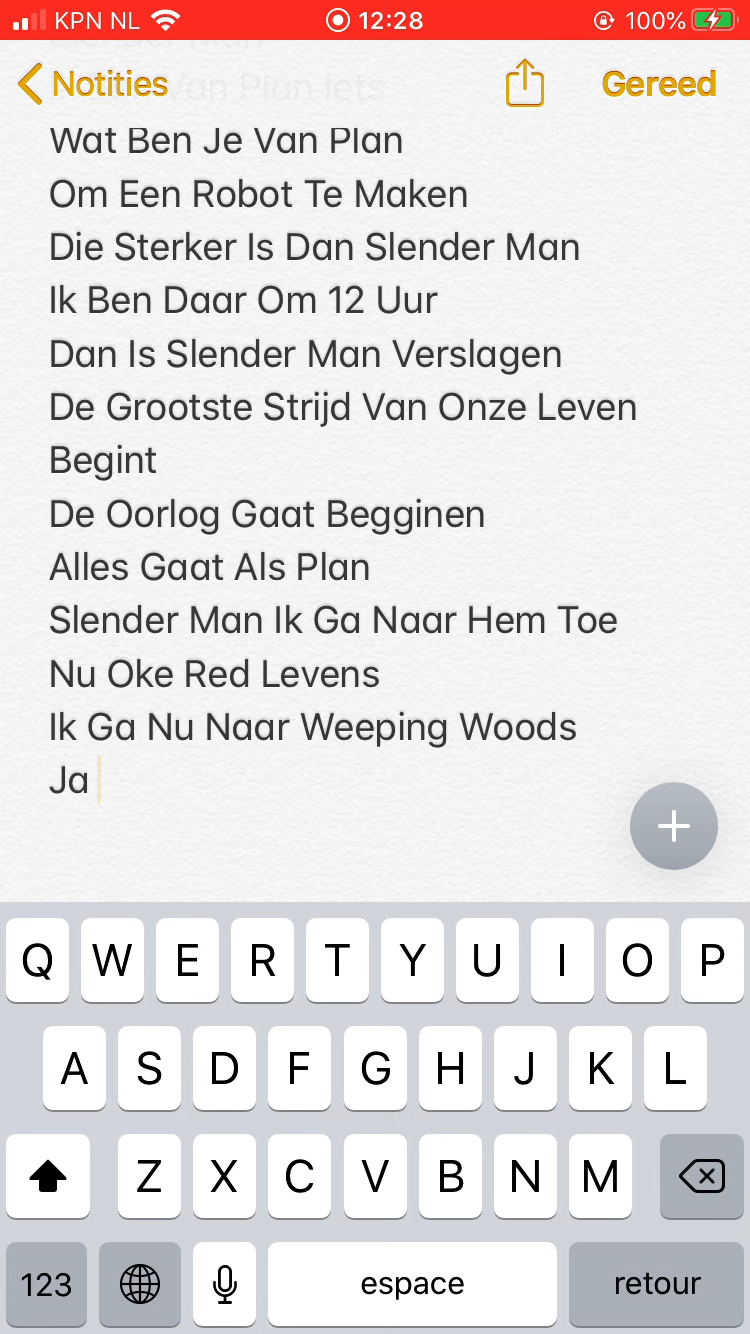 KPN NL 12:28 100%
Notities Gereed
Wat Ben Je Van Plan
Om Een Robot Te Maken
Die Sterker Is Dan Slender Man
Ik Ben Daar Om 12 Uur
Dan Is Slender Man Verslagen
De Grootste Strijd Van Onze Leven
Begint
De Oorlog Gaat Begginen
Alles Gaat Als Plan
Slender Man Ik Ga Naar Hem Toe
Nu Oke Red Levens
Ik Ga Nu Naar Weeping Woods
Ja
Q W E R T Y U I O P
A S D F G H J K L
Z X C V B N M
123 espace retour